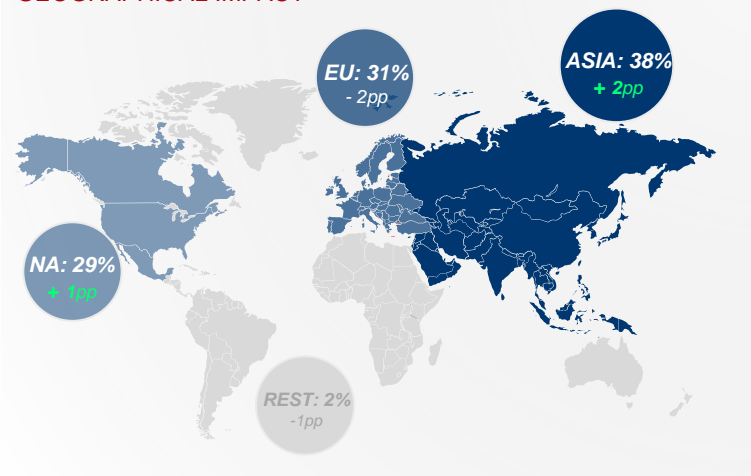 EU: 31%
- 2pp
ASIA: 38%
+ 2pp
NA: 29%
+ 1pp
REST: 2%
-1pp